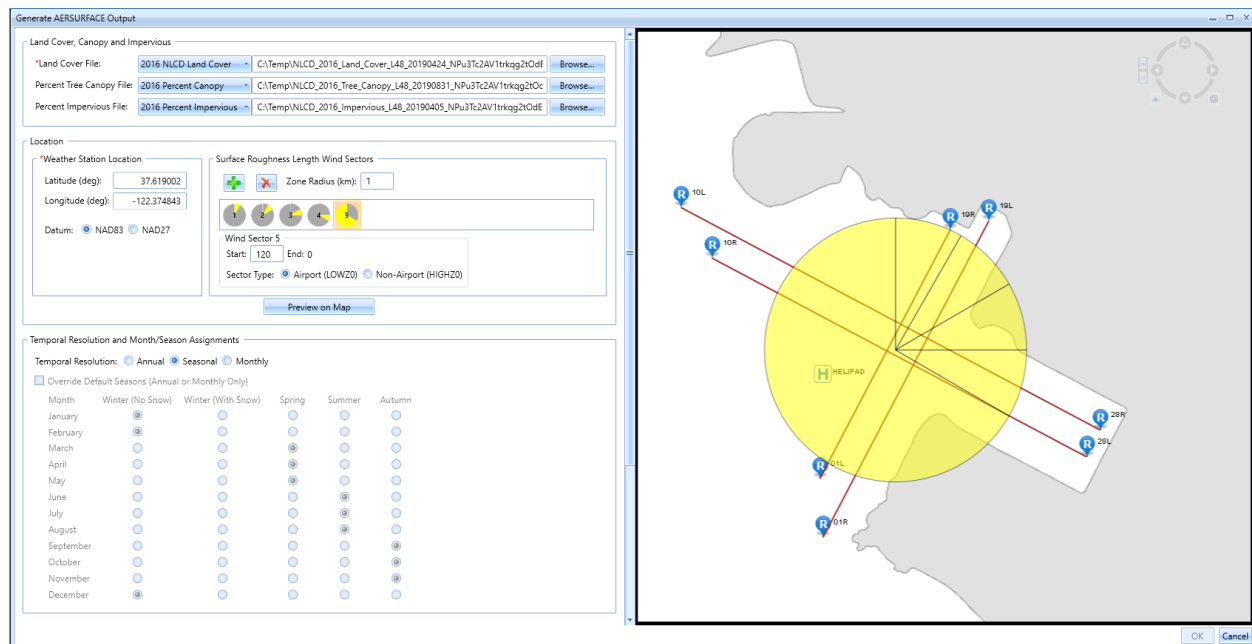 Generate AERSURFACE Output
Land Cover, Canopy and Impervious
*Land Cover File: 2016 NLCD Land Cover C:\Temp\NLCD_2016_Land_Cover_L48_20190424_NPu3Tc2AV1trkqg2tOdE Browse...
Percent Tree Canopy File: 2016 Percent Canopy C:\Temp\NLCD_2016_Tree_Canopy_L48_20190831_NPu3Tc2AV1trkqg2tOc Browse...
Percent Impervious File: 2016 Percent Impervious C:\Temp\NLCD_2016_Impervious_L48_20190405_NPu3Tc2AV1trkqg2tOdE Browse...
Location
*Weather Station Location
Latitude (deg): 37.619002
Longitude (deg): -122.374843
Datum: NAD83 NAD27
Surface Roughness Length Wind Sectors
Zone Radius (km): 1
1 2 3 4 5
Wind Sector 5
Start: 120 End: 0
Sector Type: Airport (LOWZ0) Non-Airport (HIGHZ0)
Preview on Map
Temporal Resolution and Month/Season Assignments
Temporal Resolution: Annual Seasonal Monthly
Override Default Seasons (Annual or Monthly Only)
Month Winter (No Snow) Winter (With Snow) Spring Summer Autumn
January
February
March
April
May
June
July
August
September
October
November
December
R 10L
R 10R
R 19R
R 19L
H HELIPAD
R 28R
R 28L
R 01L
R 01R
OK Cancel